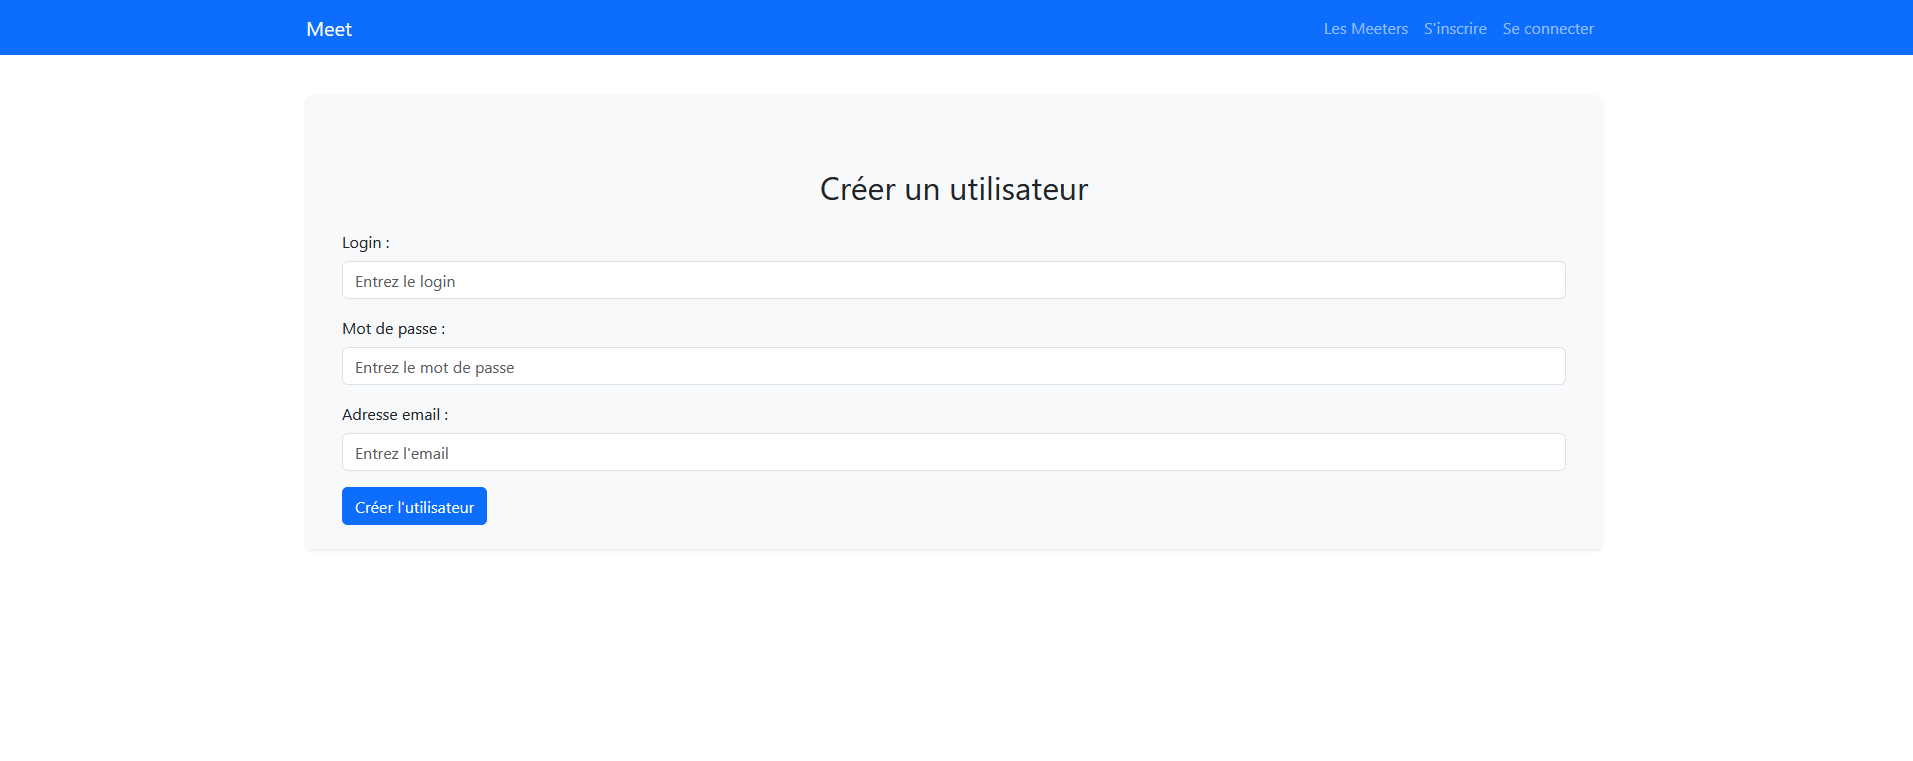 Meet Les Meeters S'inscrire Se connecter
Créer un utilisateur
Login :
Entrez le login
Mot de passe :
Entrez le mot de passe
Adresse email :
Entrez l'email
Créer l'utilisateur